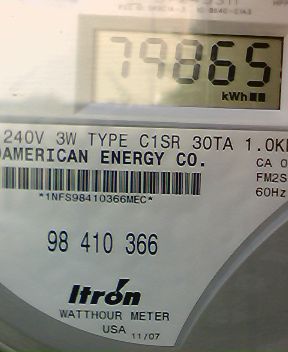 79865
kWh
240V 3W TYPE C1SR 30TA 1.0K
AMERICAN ENERGY CO.
CA 0
FM2S
60Hz
*1NFS98410366MEC*
98 410 366
Itron
WATTHOUR METER
USA 11/07